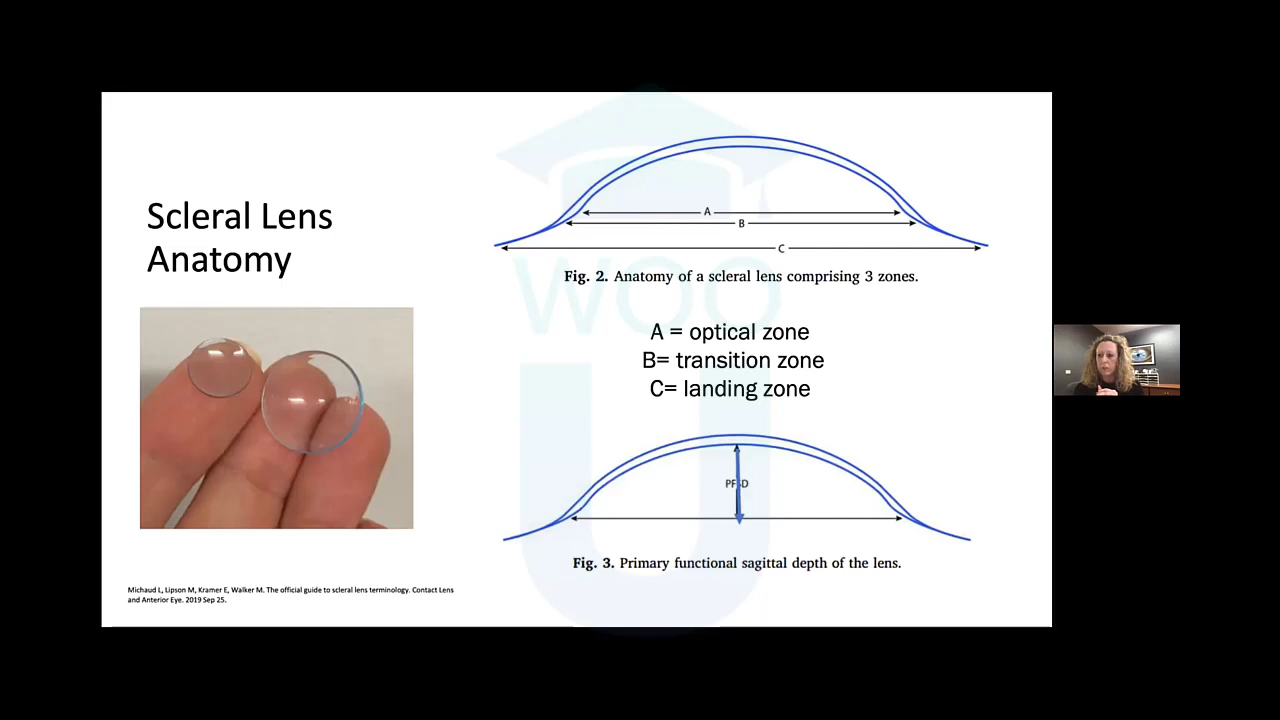 Scleral Lens
Anatomy
A
B
C
Fig. 2. Anatomy of a scleral lens comprising 3 zones.
WOO
U
A = optical zone
B= transition zone
C= landing zone
PFSD
Fig. 3. Primary functional sagittal depth of the lens.
Michaud L, Lipson M, Kramer E, Walker M. The official guide to scleral lens terminology. Contact Lens
and Anterior Eye. 2019 Sep 25.